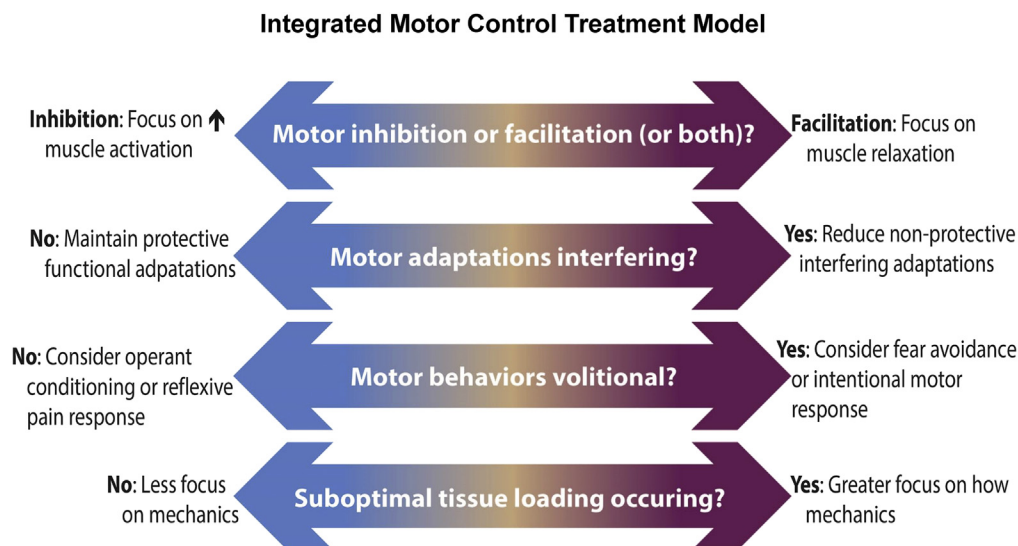 Integrated Motor Control Treatment Model
Inhibition: Focus on ↑
muscle activation
Motor inhibition or facilitation (or both)?
Facilitation: Focus on
muscle relaxation
No: Maintain protective
functional adpatations
Motor adaptations interfering?
Yes: Reduce non-protective
interfering adaptations
No: Consider operant
conditioning or reflexive
pain response
Motor behaviors volitional?
Yes: Consider fear avoidance
or intentional motor
response
No: Less focus
on mechanics
Suboptimal tissue loading occuring?
Yes: Greater focus on how
mechanics